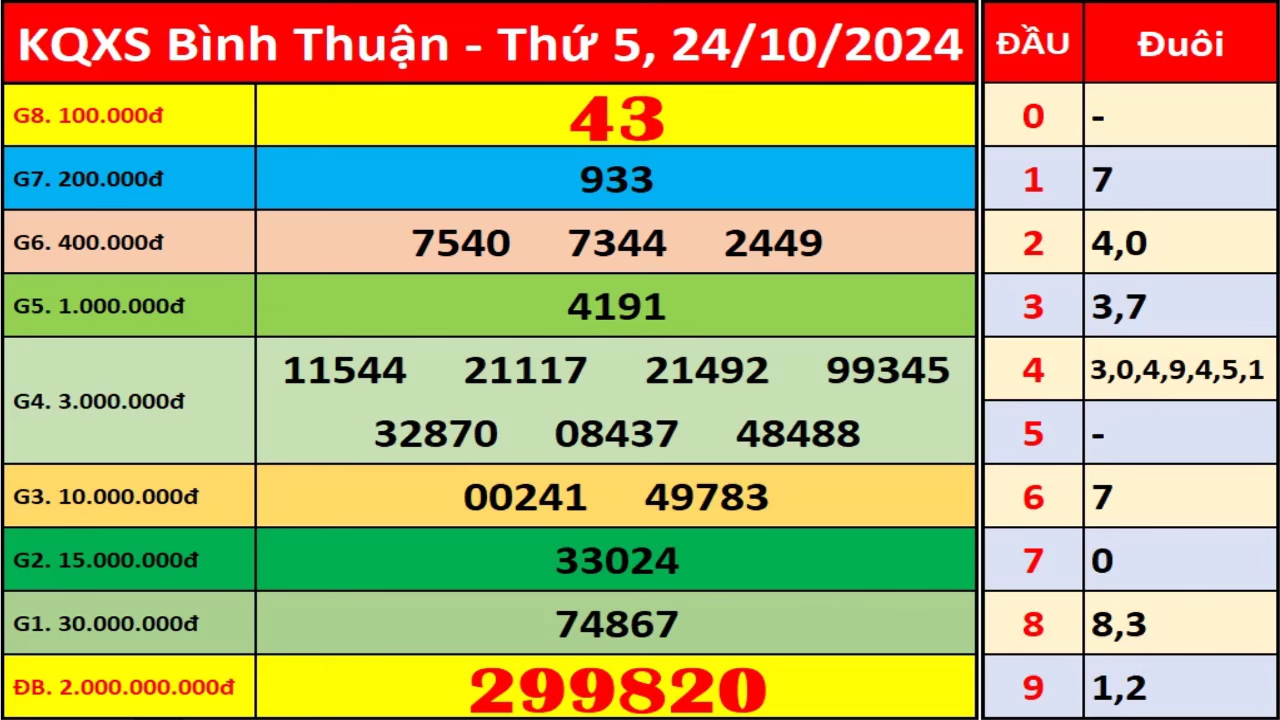 KQXS Bình Thuận - Thứ 5, 24/10/2024 ĐẦU Đuôi
G8. 100.000đ 43 0 -
G7. 200.000đ 933 1 7
G6. 400.000đ 7540 7344 2449 2 4,0
G5. 1.000.000đ 4191 3 3,7
11544 21117 21492 99345 4 3,0,4,9,4,5,1
G4. 3.000.000đ
32870 08437 48488 5 -
G3. 10.000.000đ 00241 49783 6 7
G2. 15.000.000đ 33024 7 0
G1. 30.000.000đ 74867 8 8,3
ĐB. 2.000.000.000đ 299820 9 1,2